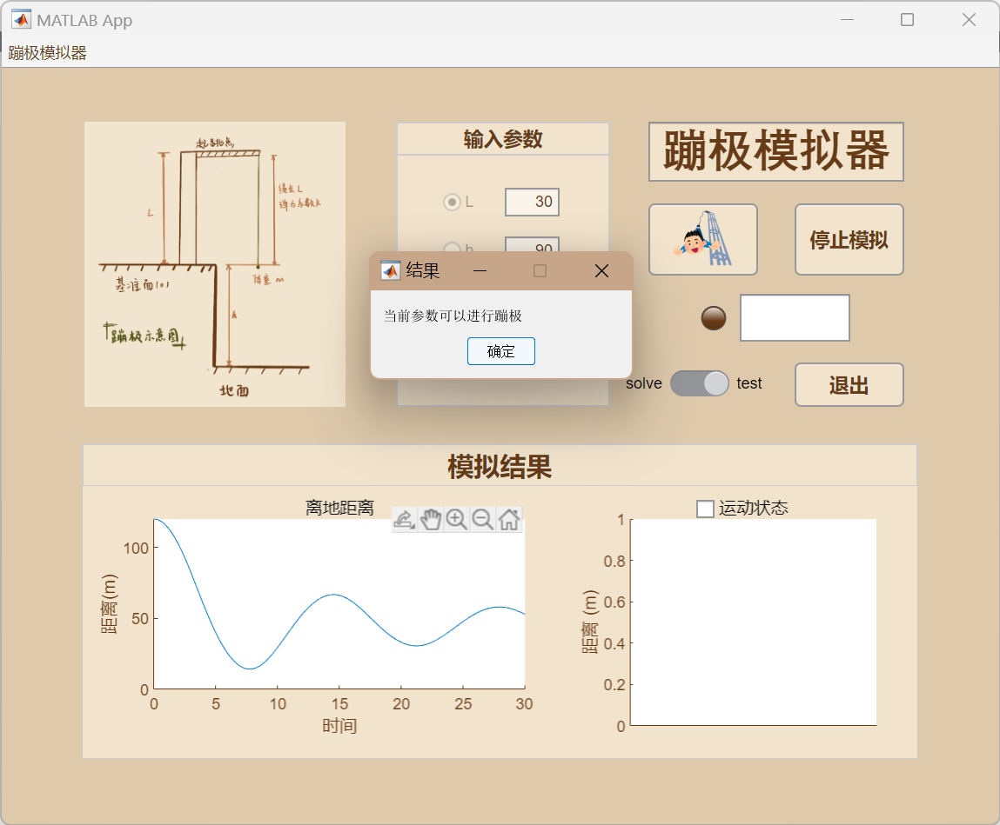 MATLAB App
蹦极模拟器
起跳点
L
绳长 L
弹力系数k
基准面(0)
体重 m
h
蹦极示意图
地面
输入参数
L
30
h
90
蹦极模拟器
停止模拟
结果
当前参数可以进行蹦极
确定
solve
test
退出
模拟结果
离地距离
距离(m)
100
50
0
0 5 10 15 20 25 30
时间
运动状态
距离 (m)
1
0.8
0.6
0.4
0.2
0